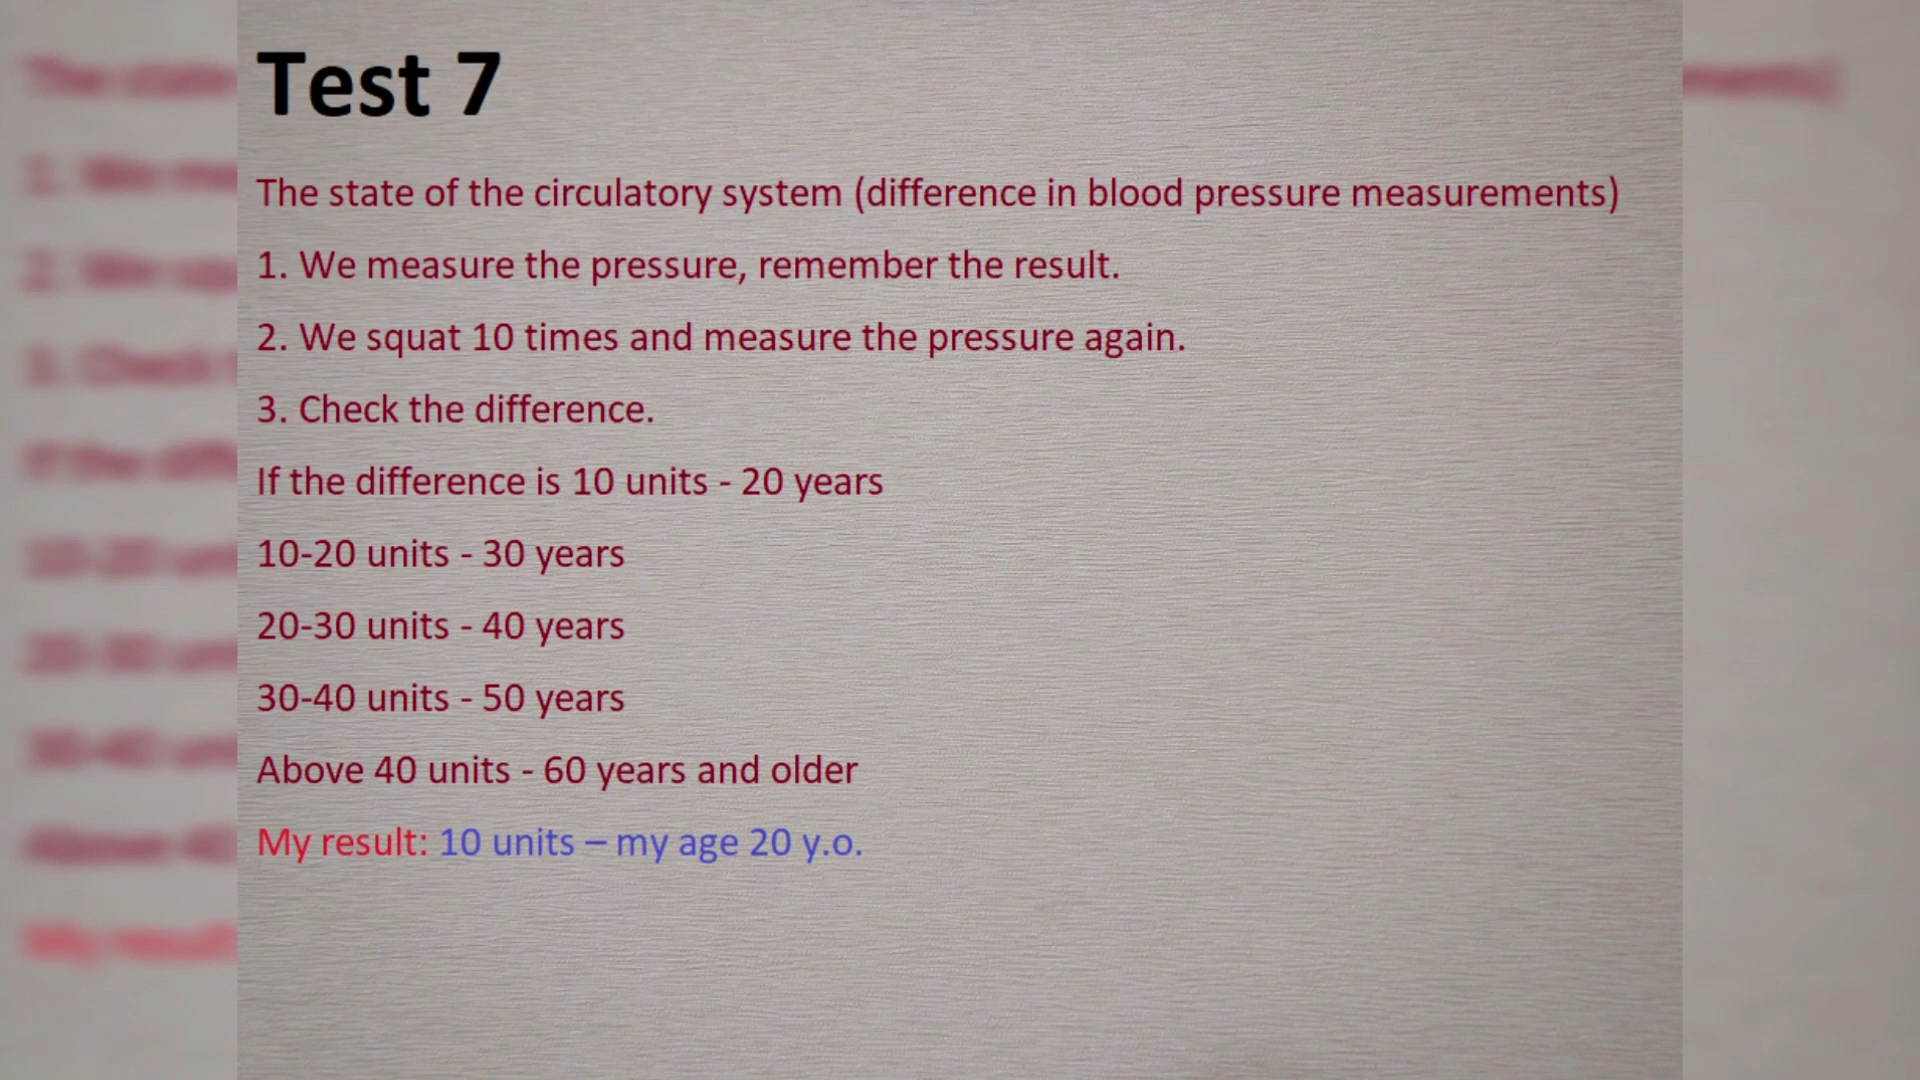 Test 7
The state of the circulatory system (difference in blood pressure measurements)
1. We measure the pressure, remember the result.
2. We squat 10 times and measure the pressure again.
3. Check the difference.
If the difference is 10 units - 20 years
10-20 units - 30 years
20-30 units - 40 years
30-40 units - 50 years
Above 40 units - 60 years and older
My result: 10 units – my age 20 y.o.